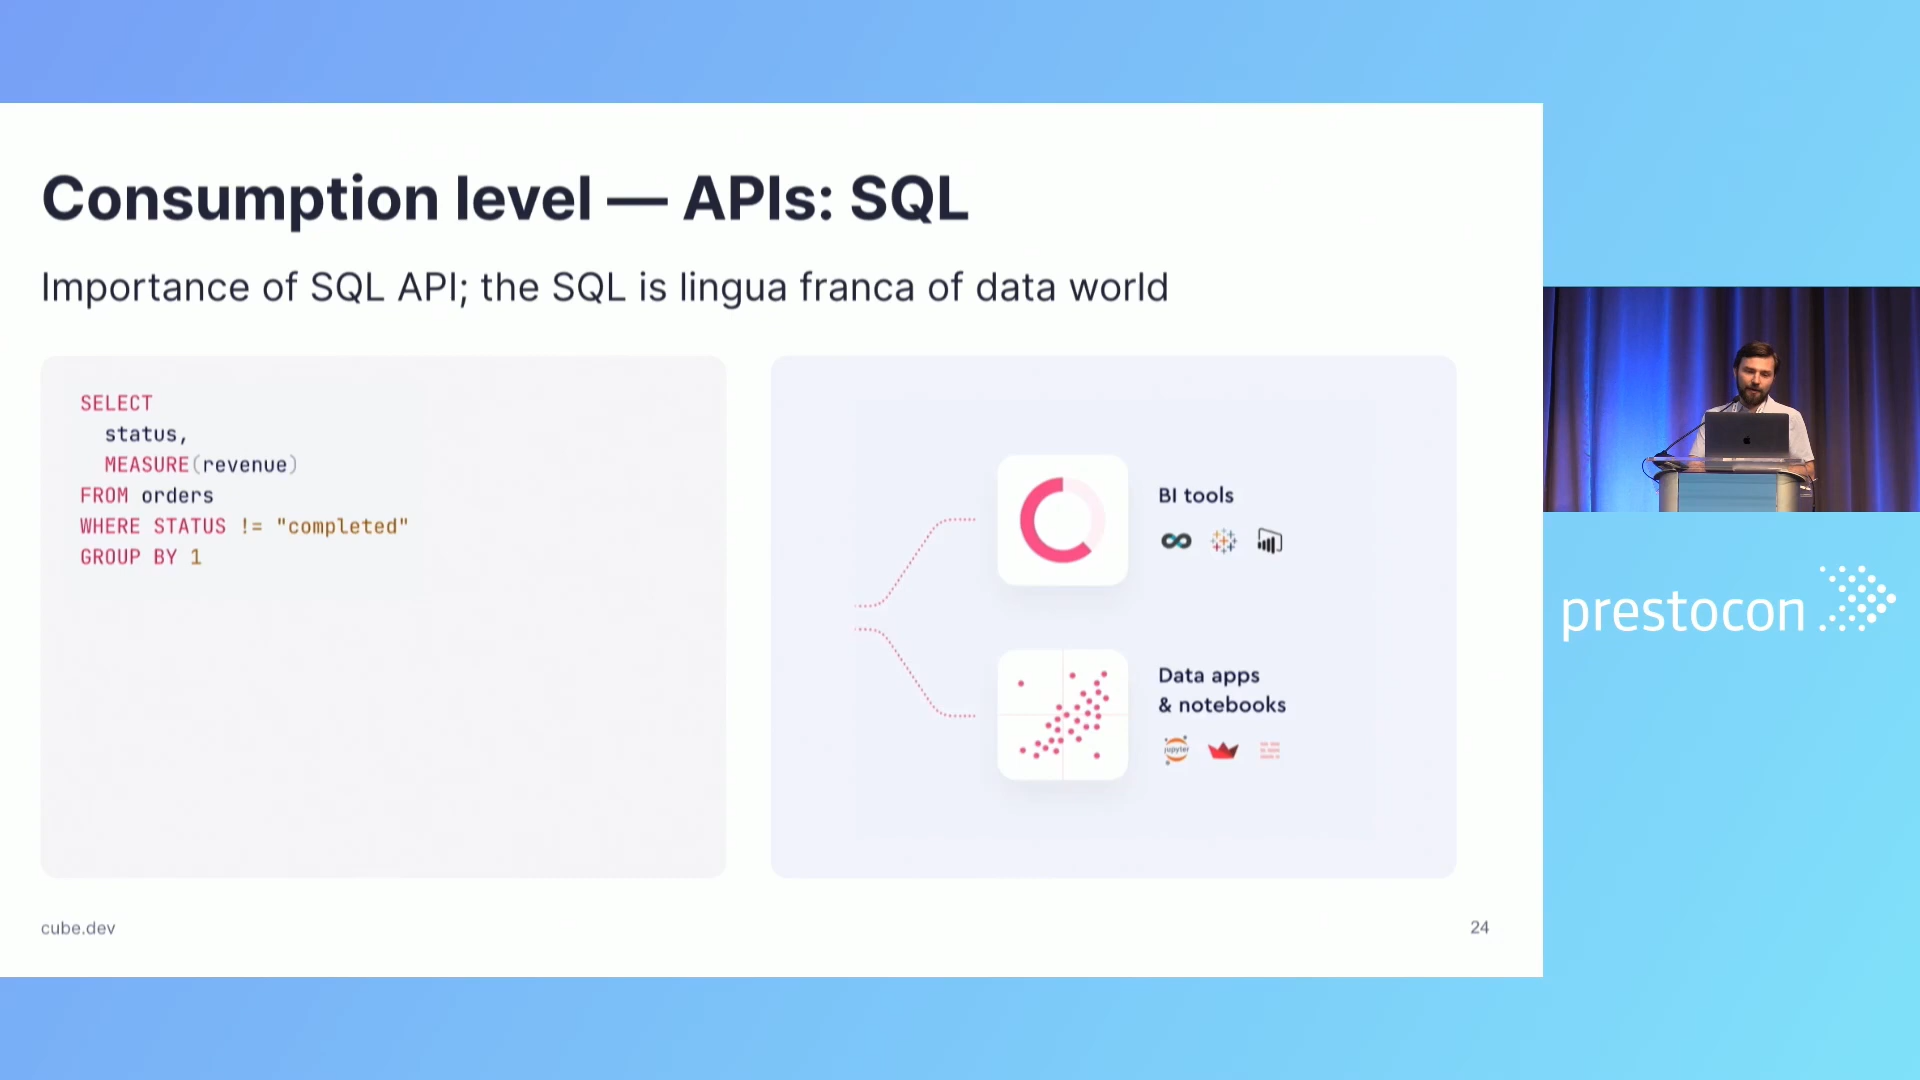 Consumption level — APIs: SQL
Importance of SQL API; the SQL is lingua franca of data world
SELECT
status,
MEASURE(revenue)
FROM orders
WHERE STATUS != "completed"
GROUP BY 1
BI tools
Data apps
& notebooks
jupyter
cube.dev
24
prestocon